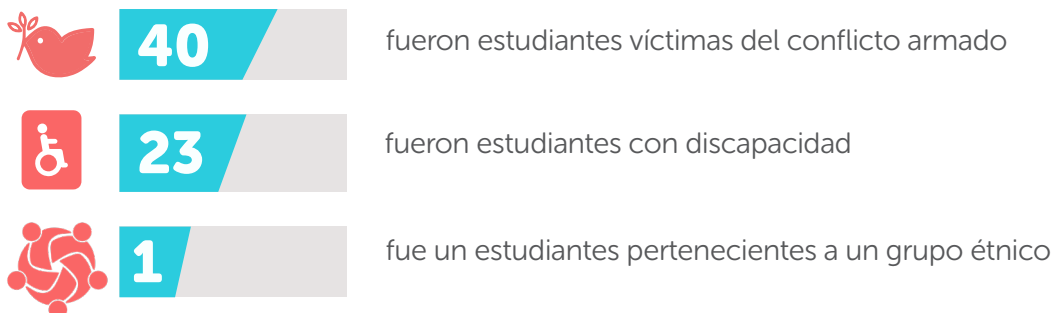 40 fueron estudiantes víctimas del conflicto armado
23 fueron estudiantes con discapacidad
1 fue un estudiantes pertenecientes a un grupo étnico